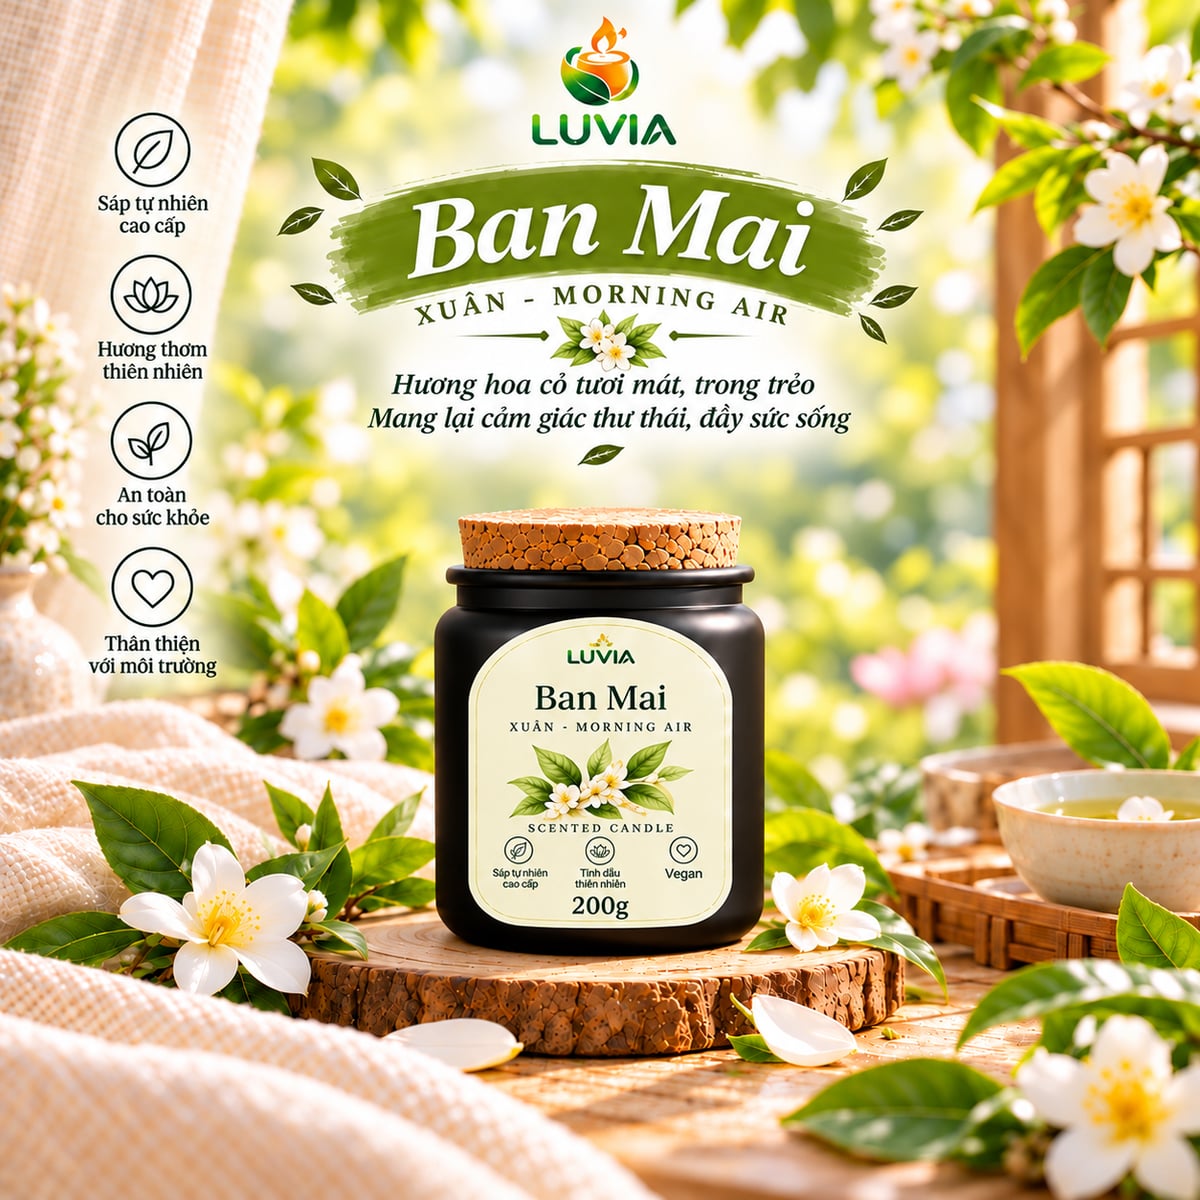 LUVIA
Ban Mai
XUÂN - MORNING AIR
Hương hoa cỏ tươi mát, trong trẻo
Mang lại cảm giác thư thái, đầy sức sống
Sáp tự nhiên
cao cấp
Hương thơm
thiên nhiên
An toàn
cho sức khỏe
Thân thiện
với môi trường
LUVIA
Ban Mai
XUÂN - MORNING AIR
SCENTED CANDLE
Sáp tự nhiên
cao cấp
Tinh dầu
thiên nhiên
Vegan
200g